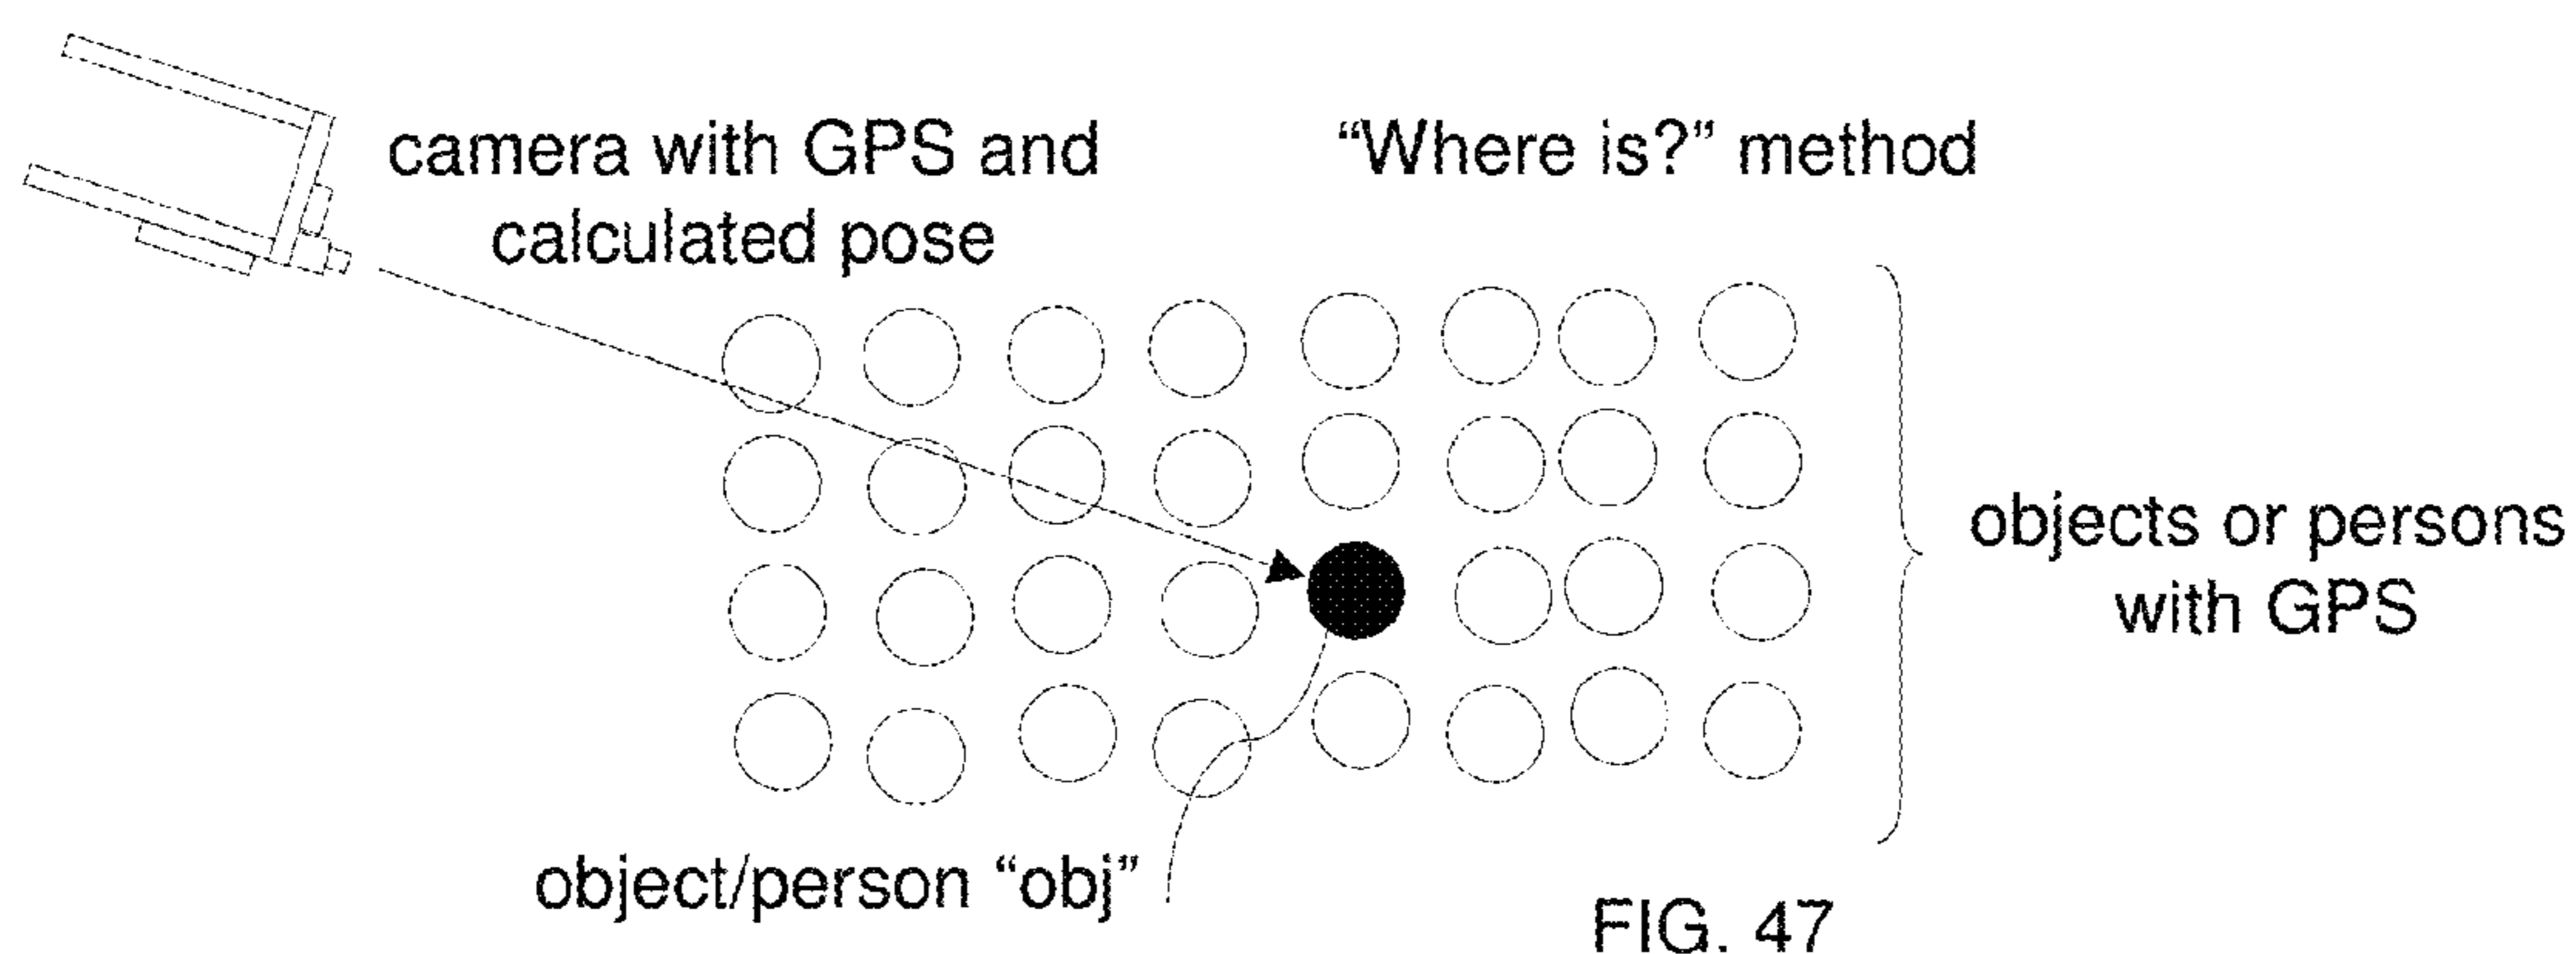 camera with GPS and
calculated pose
“Where is?” method
objects or persons
with GPS
object/person “obj”
FIG. 47